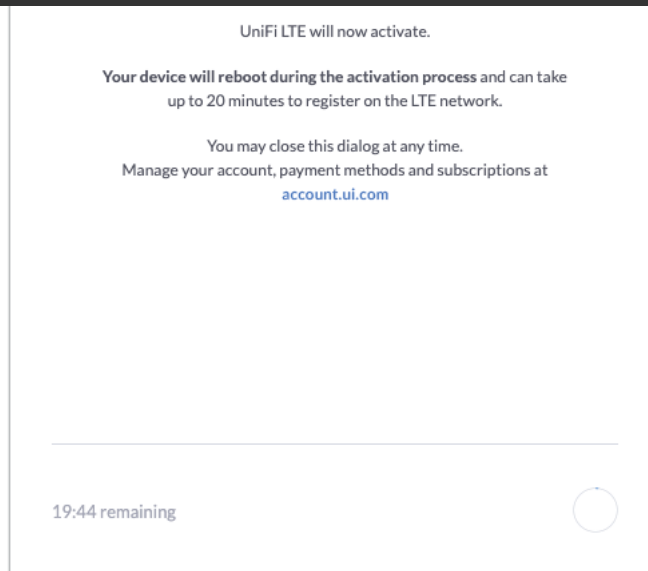 UniFi LTE will now activate.
Your device will reboot during the activation process and can take
up to 20 minutes to register on the LTE network.
You may close this dialog at any time.
Manage your account, payment methods and subscriptions at
account.ui.com
19:44 remaining